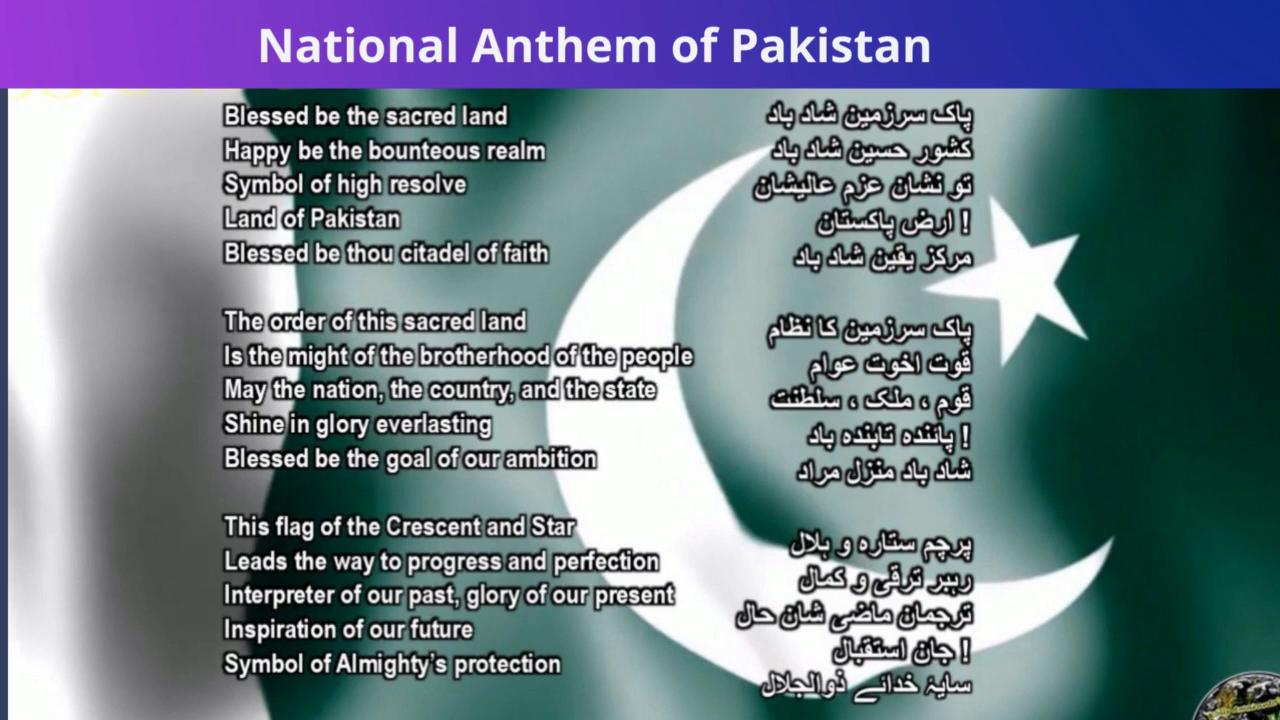 National Anthem of Pakistan
Blessed be the sacred land
Happy be the bounteous realm
Symbol of high resolve
Land of Pakistan
Blessed be thou citadel of faith
The order of this sacred land
Is the might of the brotherhood of the people
May the nation, the country, and the state
Shine in glory everlasting
Blessed be the goal of our ambition
This flag of the Crescent and Star
Leads the way to progress and perfection
Interpreter of our past, glory of our present
Inspiration of our future
Symbol of Almighty's protection
پاک سرزمین شاد باد
کشور حسین شاد باد
تو نشان عزم عالیشان
! ارض پاکستان
مرکز یقین شاد باد
پاک سرزمین کا نظام
قوت اخوت عوام
قوم ، ملک ، سلطنت
! پائندہ تابندہ باد
شاد باد منزل مراد
پرچم ستارہ و ہلال
رہبر ترقی و کمال
ترجمان ماضی شان حال
! جان استقبال
سایۂ خدائے ذوالجلال